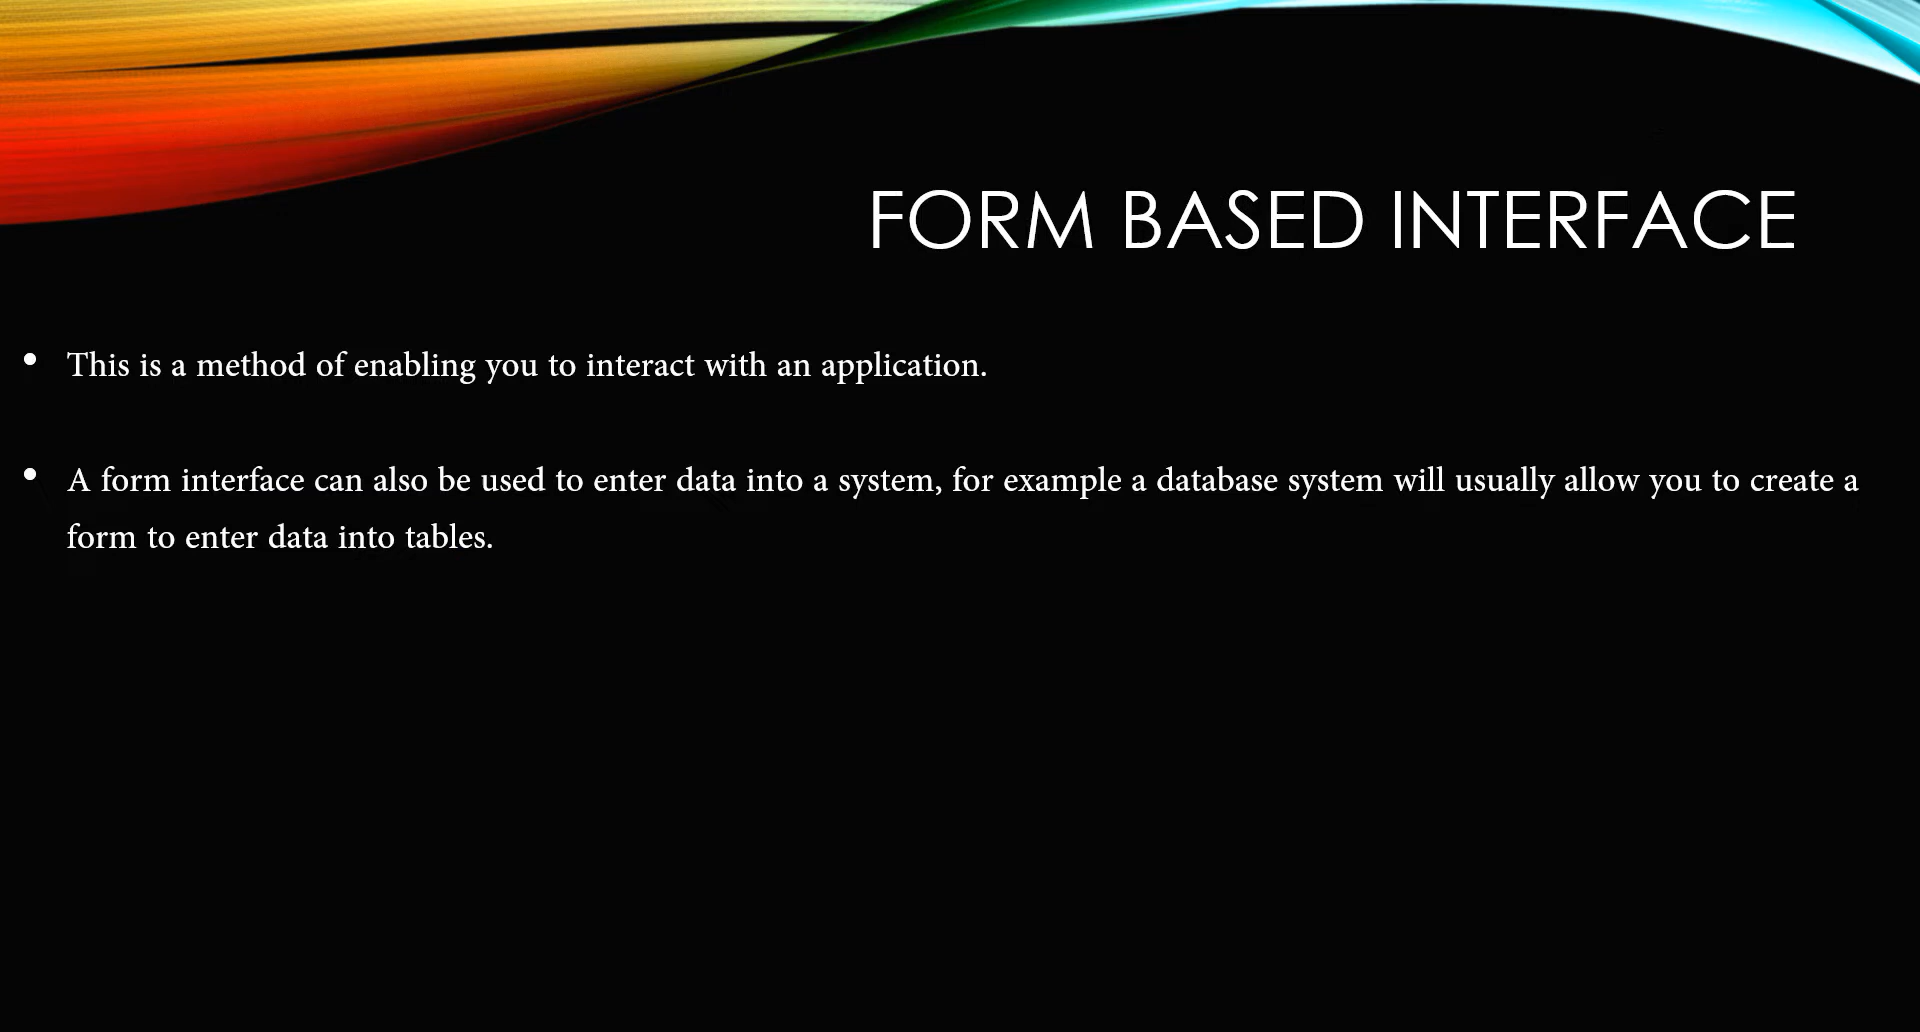 FORM BASED INTERFACE
• This is a method of enabling you to interact with an application.
• A form interface can also be used to enter data into a system, for example a database system will usually allow you to create a
form to enter data into tables.